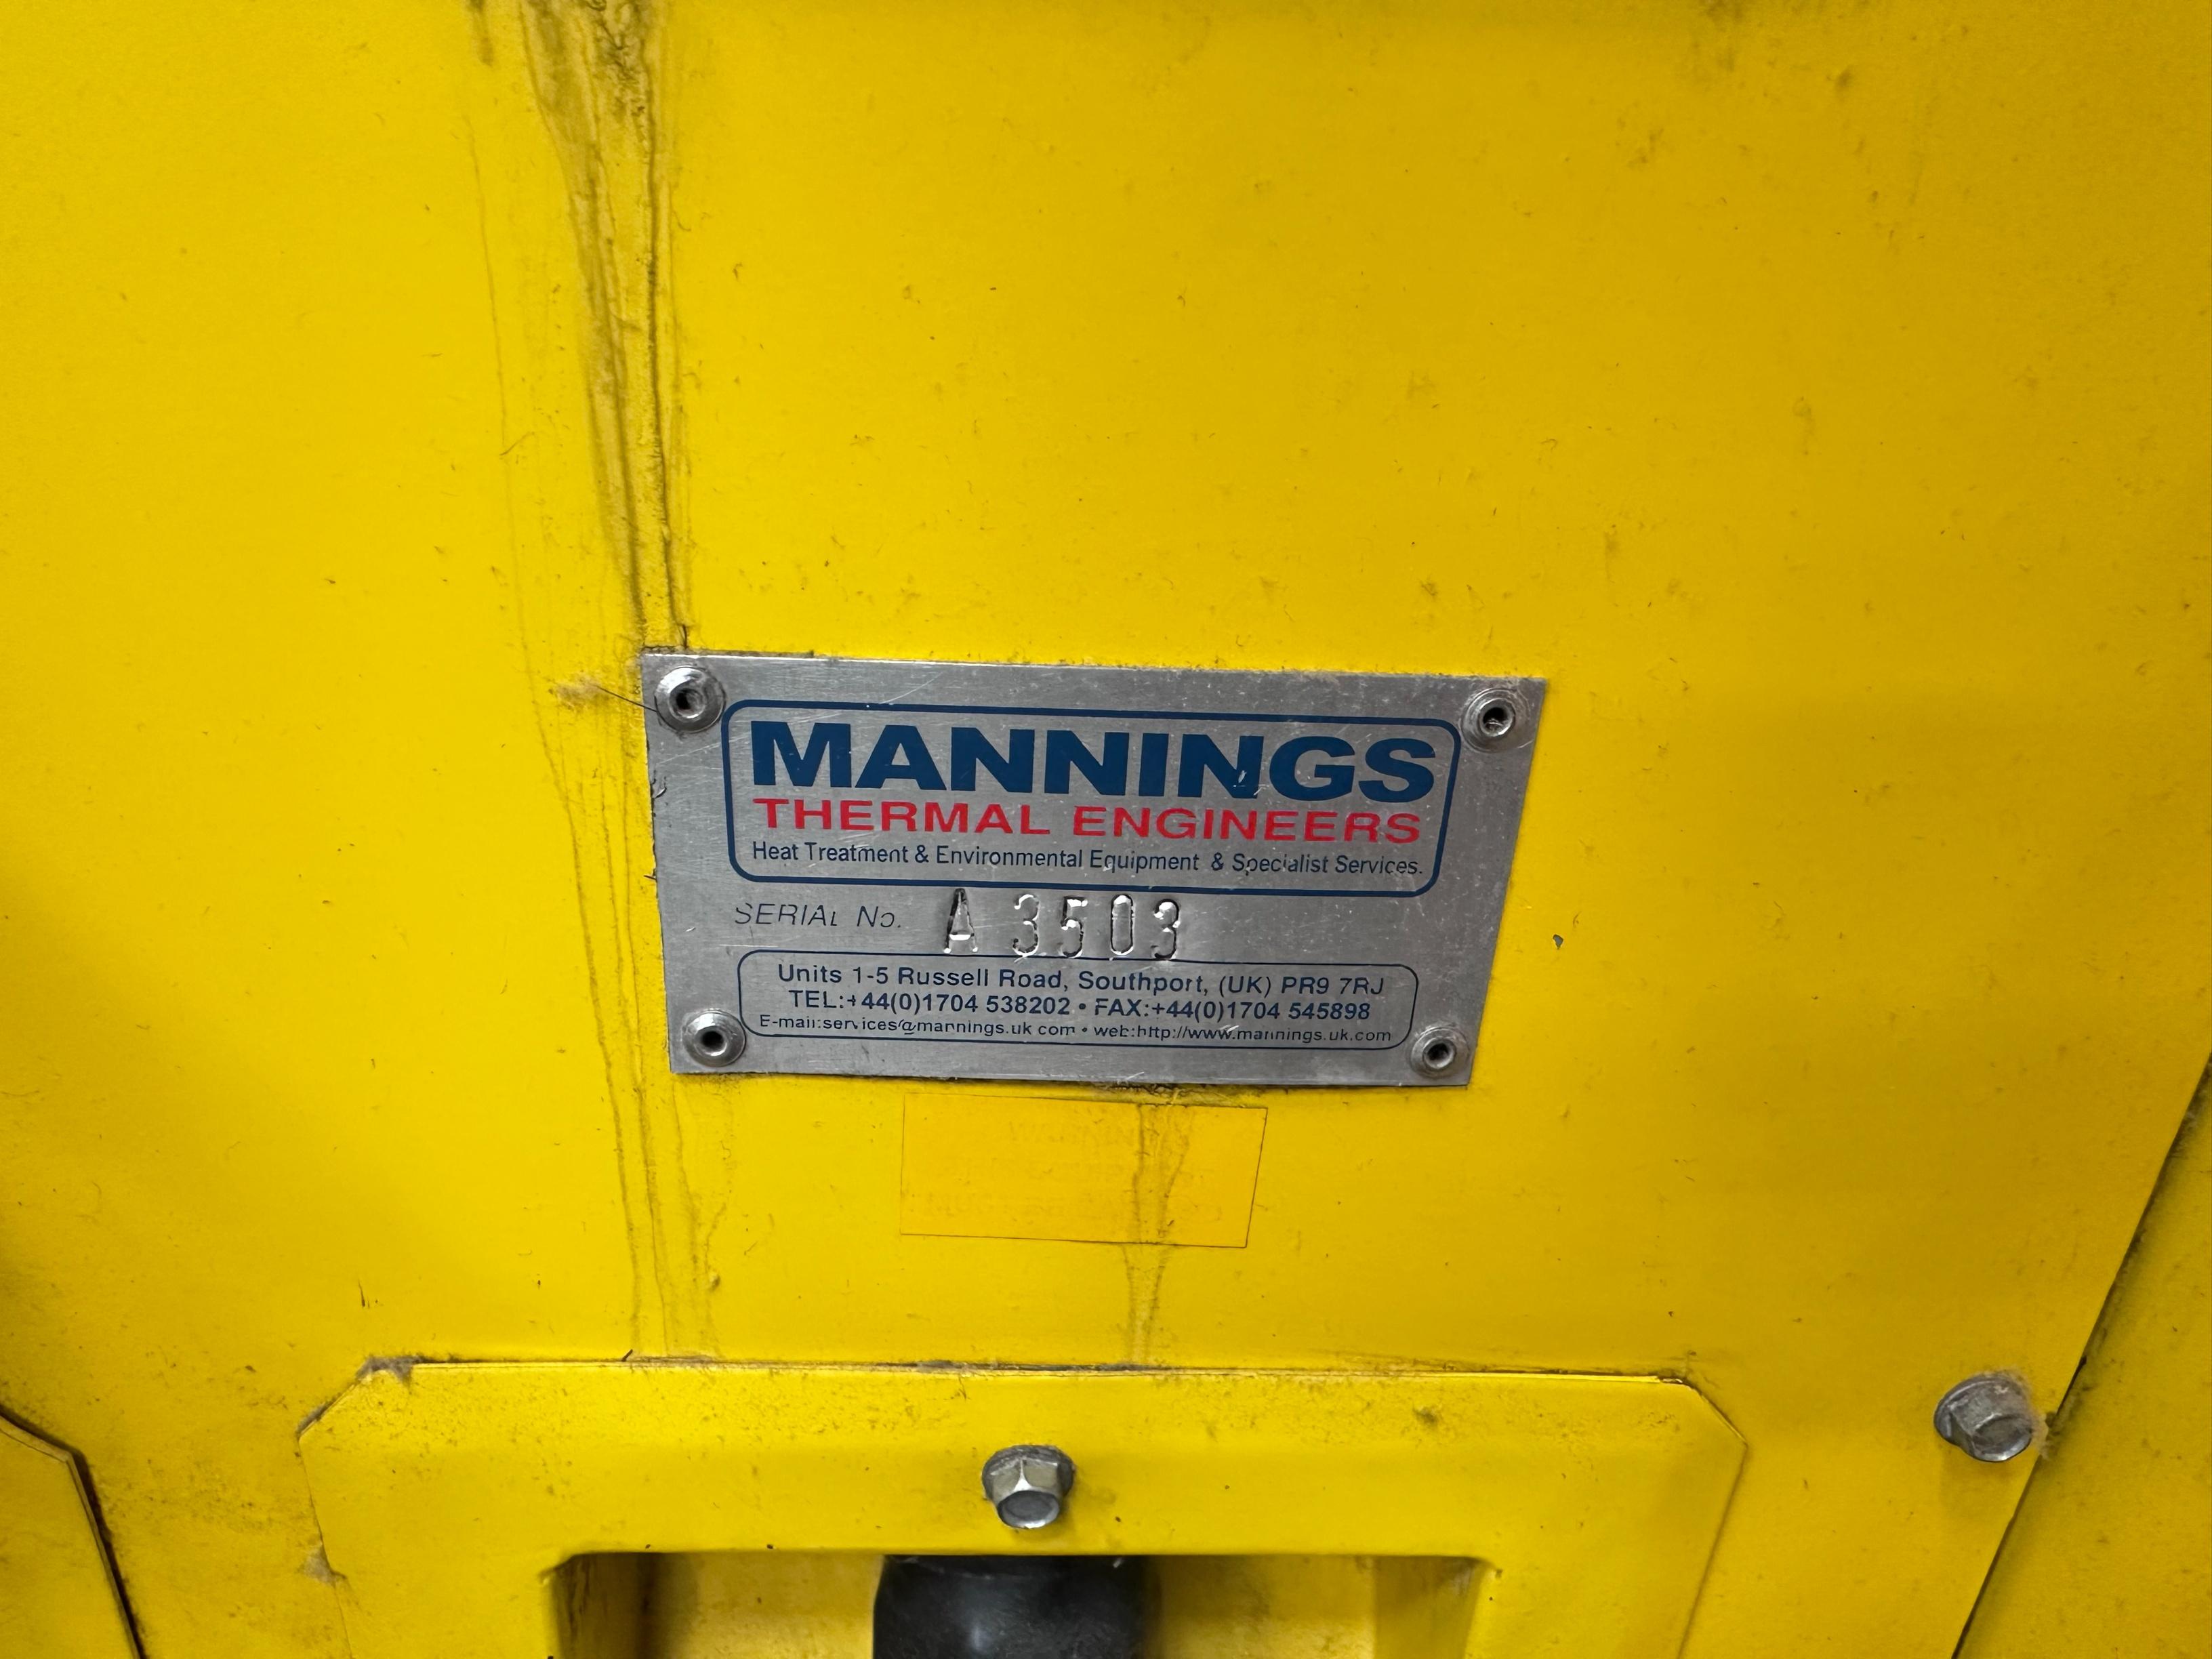 MANNINGS
THERMAL ENGINEERS
Heat Treatment & Environmental Equipment & Specialist Services.
SERIAL No. A 3503
Units 1-5 Russell Road, Southport, (UK) PR9 7RJ
TEL:+44(0)1704 538202 • FAX:+44(0)1704 545898
E-mail:services@mannings.uk.com • web:http://www.mannings.uk.com
WARNING